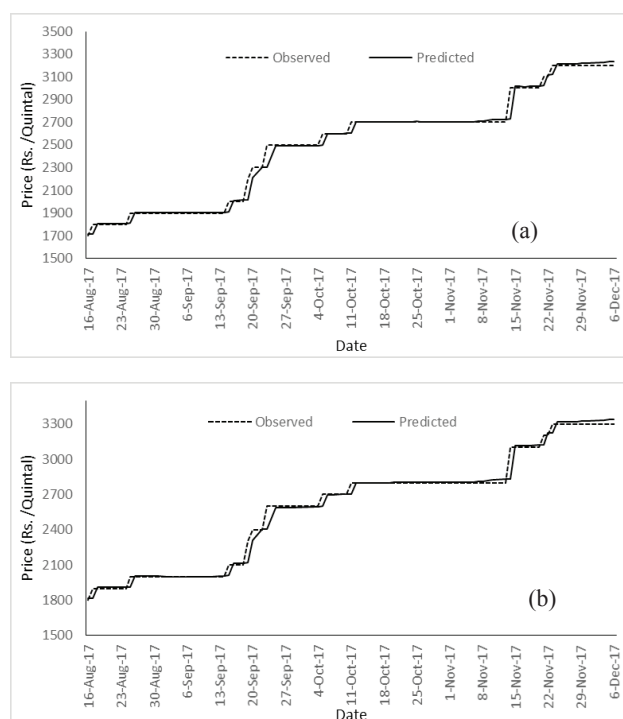 3500
3300
3100
2900
2700
2500
2300
2100
1900
1700
1500
Price (Rs. /Quintal)
Observed Predicted
(a)
16-Aug-17 23-Aug-17 30-Aug-17 6-Sep-17 13-Sep-17 20-Sep-17 27-Sep-17 4-Oct-17 11-Oct-17 18-Oct-17 25-Oct-17 1-Nov-17 8-Nov-17 15-Nov-17 22-Nov-17 29-Nov-17 6-Dec-17
Date
3300
3000
2700
2400
2100
1800
1500
Price (Rs./Quintal)
Observed Predicted
(b)
16-Aug-17 23-Aug-17 30-Aug-17 6-Sep-17 13-Sep-17 20-Sep-17 27-Sep-17 4-Oct-17 11-Oct-17 18-Oct-17 25-Oct-17 1-Nov-17 8-Nov-17 15-Nov-17 22-Nov-17 29-Nov-17 6-Dec-17
Date